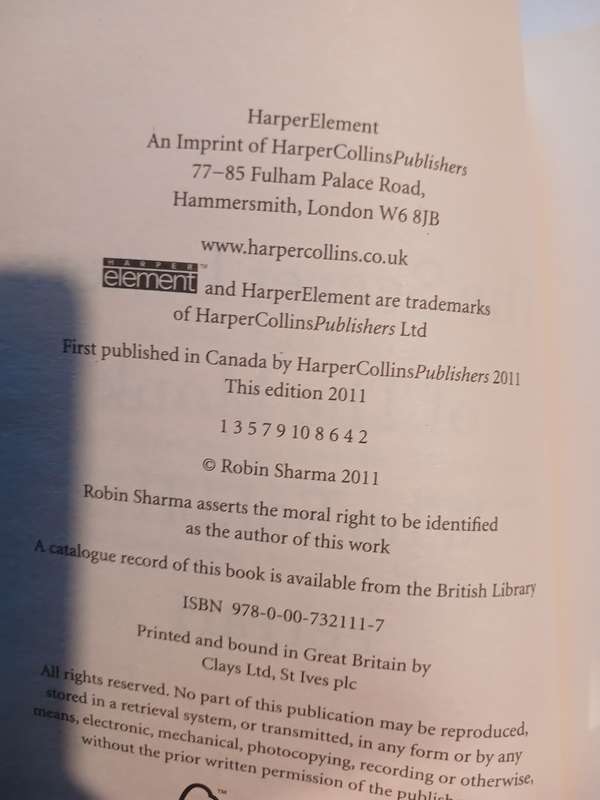 HarperElement
An Imprint of HarperCollinsPublishers
77–85 Fulham Palace Road,
Hammersmith, London W6 8JB
www.harpercollins.co.uk
HARPER
element™ and HarperElement are trademarks
of HarperCollinsPublishers Ltd
First published in Canada by HarperCollinsPublishers 2011
This edition 2011
1 3 5 7 9 10 8 6 4 2
© Robin Sharma 2011
Robin Sharma asserts the moral right to be identified
as the author of this work
A catalogue record of this book is available from the British Library
ISBN 978-0-00-732111-7
Printed and bound in Great Britain by
Clays Ltd, St Ives plc
All rights reserved. No part of this publication may be reproduced,
stored in a retrieval system, or transmitted, in any form or by any
means, electronic, mechanical, photocopying, recording or otherwise,
without the prior written permission of the publish
™